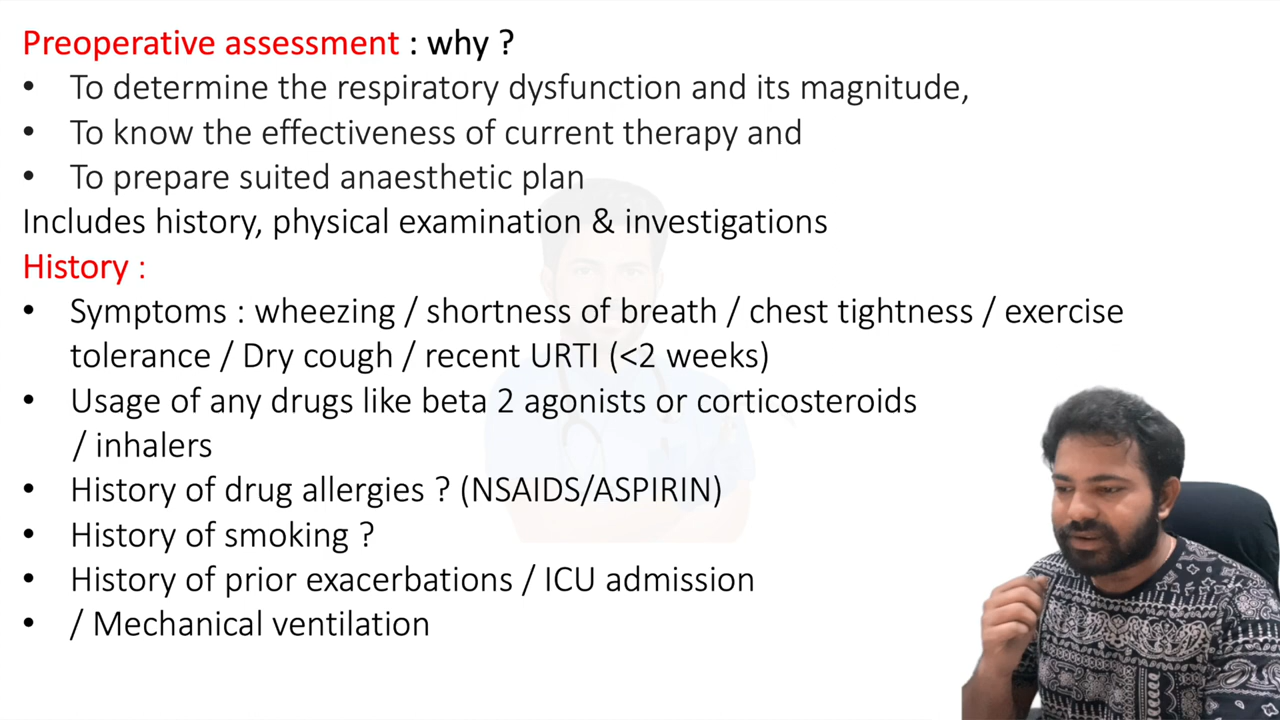 Preoperative assessment : why ?
• To determine the respiratory dysfunction and its magnitude,
• To know the effectiveness of current therapy and
• To prepare suited anaesthetic plan
Includes history, physical examination & investigations
History :
• Symptoms : wheezing / shortness of breath / chest tightness / exercise
tolerance / Dry cough / recent URTI (<2 weeks)
• Usage of any drugs like beta 2 agonists or corticosteroids
/ inhalers
• History of drug allergies ? (NSAIDS/ASPIRIN)
• History of smoking ?
• History of prior exacerbations / ICU admission
• / Mechanical ventilation